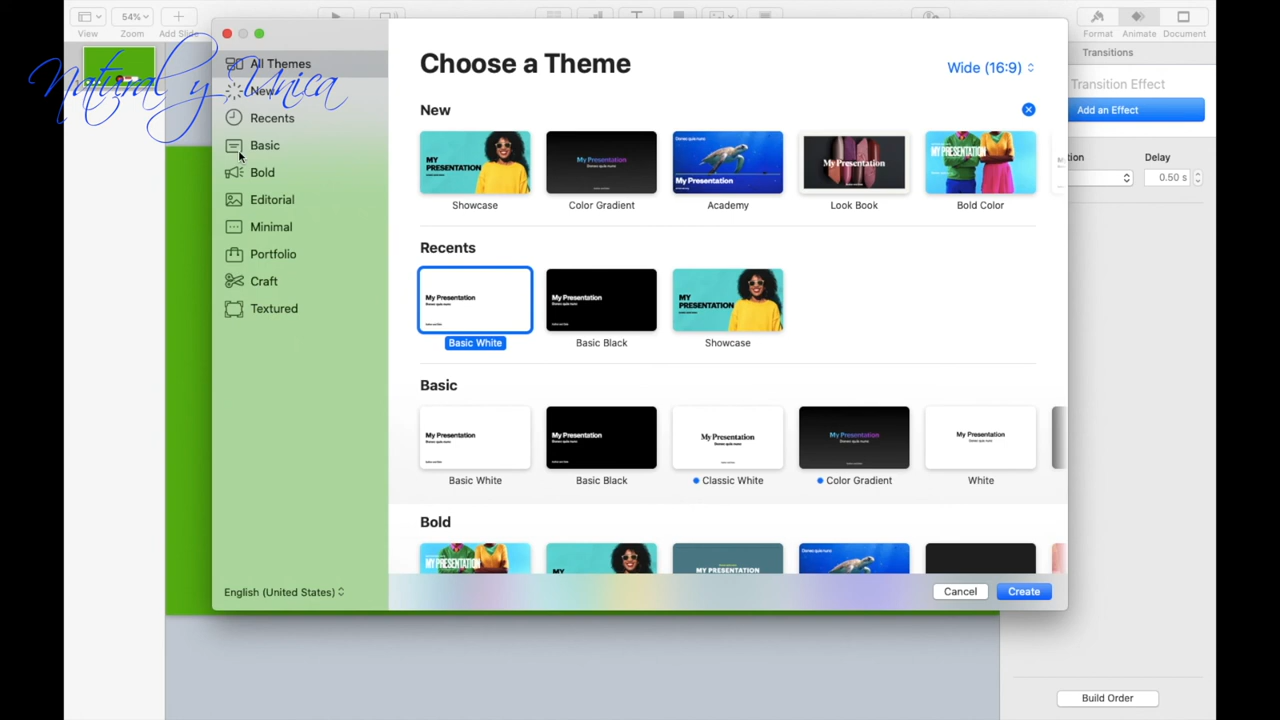 54%
View
Zoom
Add Slide
Format
Animate
Document
Natural y Unica
Transitions
Transition Effect
Add an Effect
Delay
0.50 s
Build Order
All Themes
New
Recents
Basic
Bold
Editorial
Minimal
Portfolio
Craft
Textured
English (United States)
Choose a Theme
Wide (16:9)
New
MY PRESENTATION
My Presentation
My Presentation
My Presentation
MY PRESENTATION
Showcase
Color Gradient
Academy
Look Book
Bold Color
Recents
My Presentation
My Presentation
MY PRESENTATION
Basic White
Basic Black
Showcase
Basic
My Presentation
My Presentation
My Presentation
My Presentation
My Presentation
Basic White
Basic Black
Classic White
Color Gradient
White
Bold
MY PRESENTATION
MY PRESENTATION
Cancel
Create